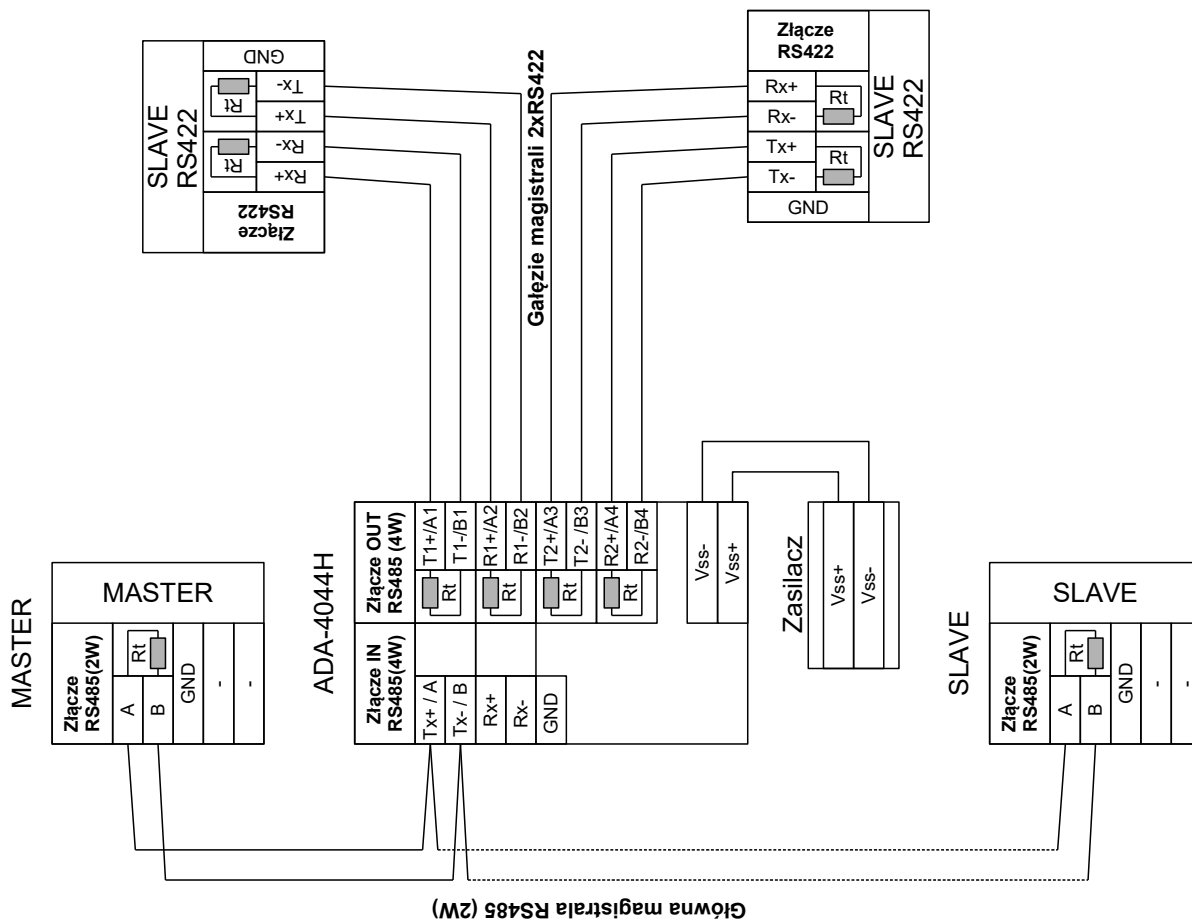 MASTER
MASTER
Złącze
RS485(2W)
A
B
Rt
GND
-
-
ADA-4044H
Złącze IN
RS485(4W)
Tx+ / A
Tx- / B
Rx+
Rx-
GND
Złącze OUT
RS485 (4W)
T1+/A1
T1-/B1
Rt
R1+/A2
R1-/B2
Rt
T2+/A3
T2- /B3
Rt
R2+/A4
R2-/B4
Rt
Vss-
Vss+
Zasilacz
Vss+
Vss-
SLAVE
SLAVE
Złącze
RS485(2W)
A
B
Rt
GND
-
-
Główna magistrala RS485 (2W)
Gałęzie magistrali 2xRS422
SLAVE
RS422
Złącze
RS422
Rx+
Rx-
Rt
Tx+
Tx-
Rt
GND
Złącze
RS422
Rx+
Rx-
Rt
Tx+
Tx-
Rt
GND
SLAVE
RS422